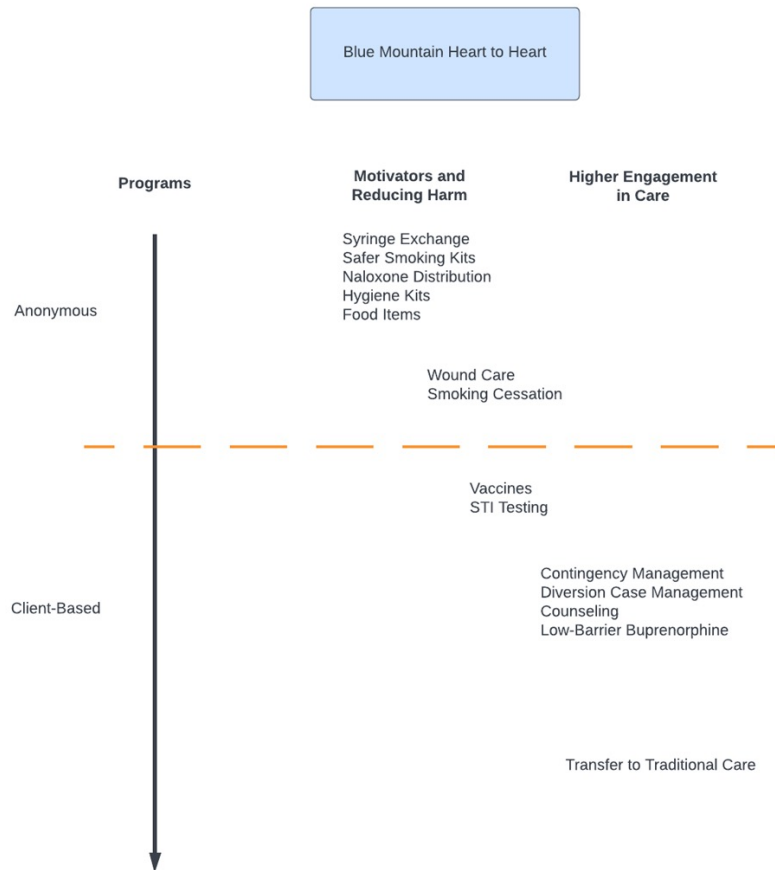 Blue Mountain Heart to Heart
Programs
Motivators and
Reducing Harm
Higher Engagement
in Care
Anonymous
Syringe Exchange
Safer Smoking Kits
Naloxone Distribution
Hygiene Kits
Food Items
Wound Care
Smoking Cessation
Vaccines
STI Testing
Client-Based
Contingency Management
Diversion Case Management
Counseling
Low-Barrier Buprenorphine
Transfer to Traditional Care